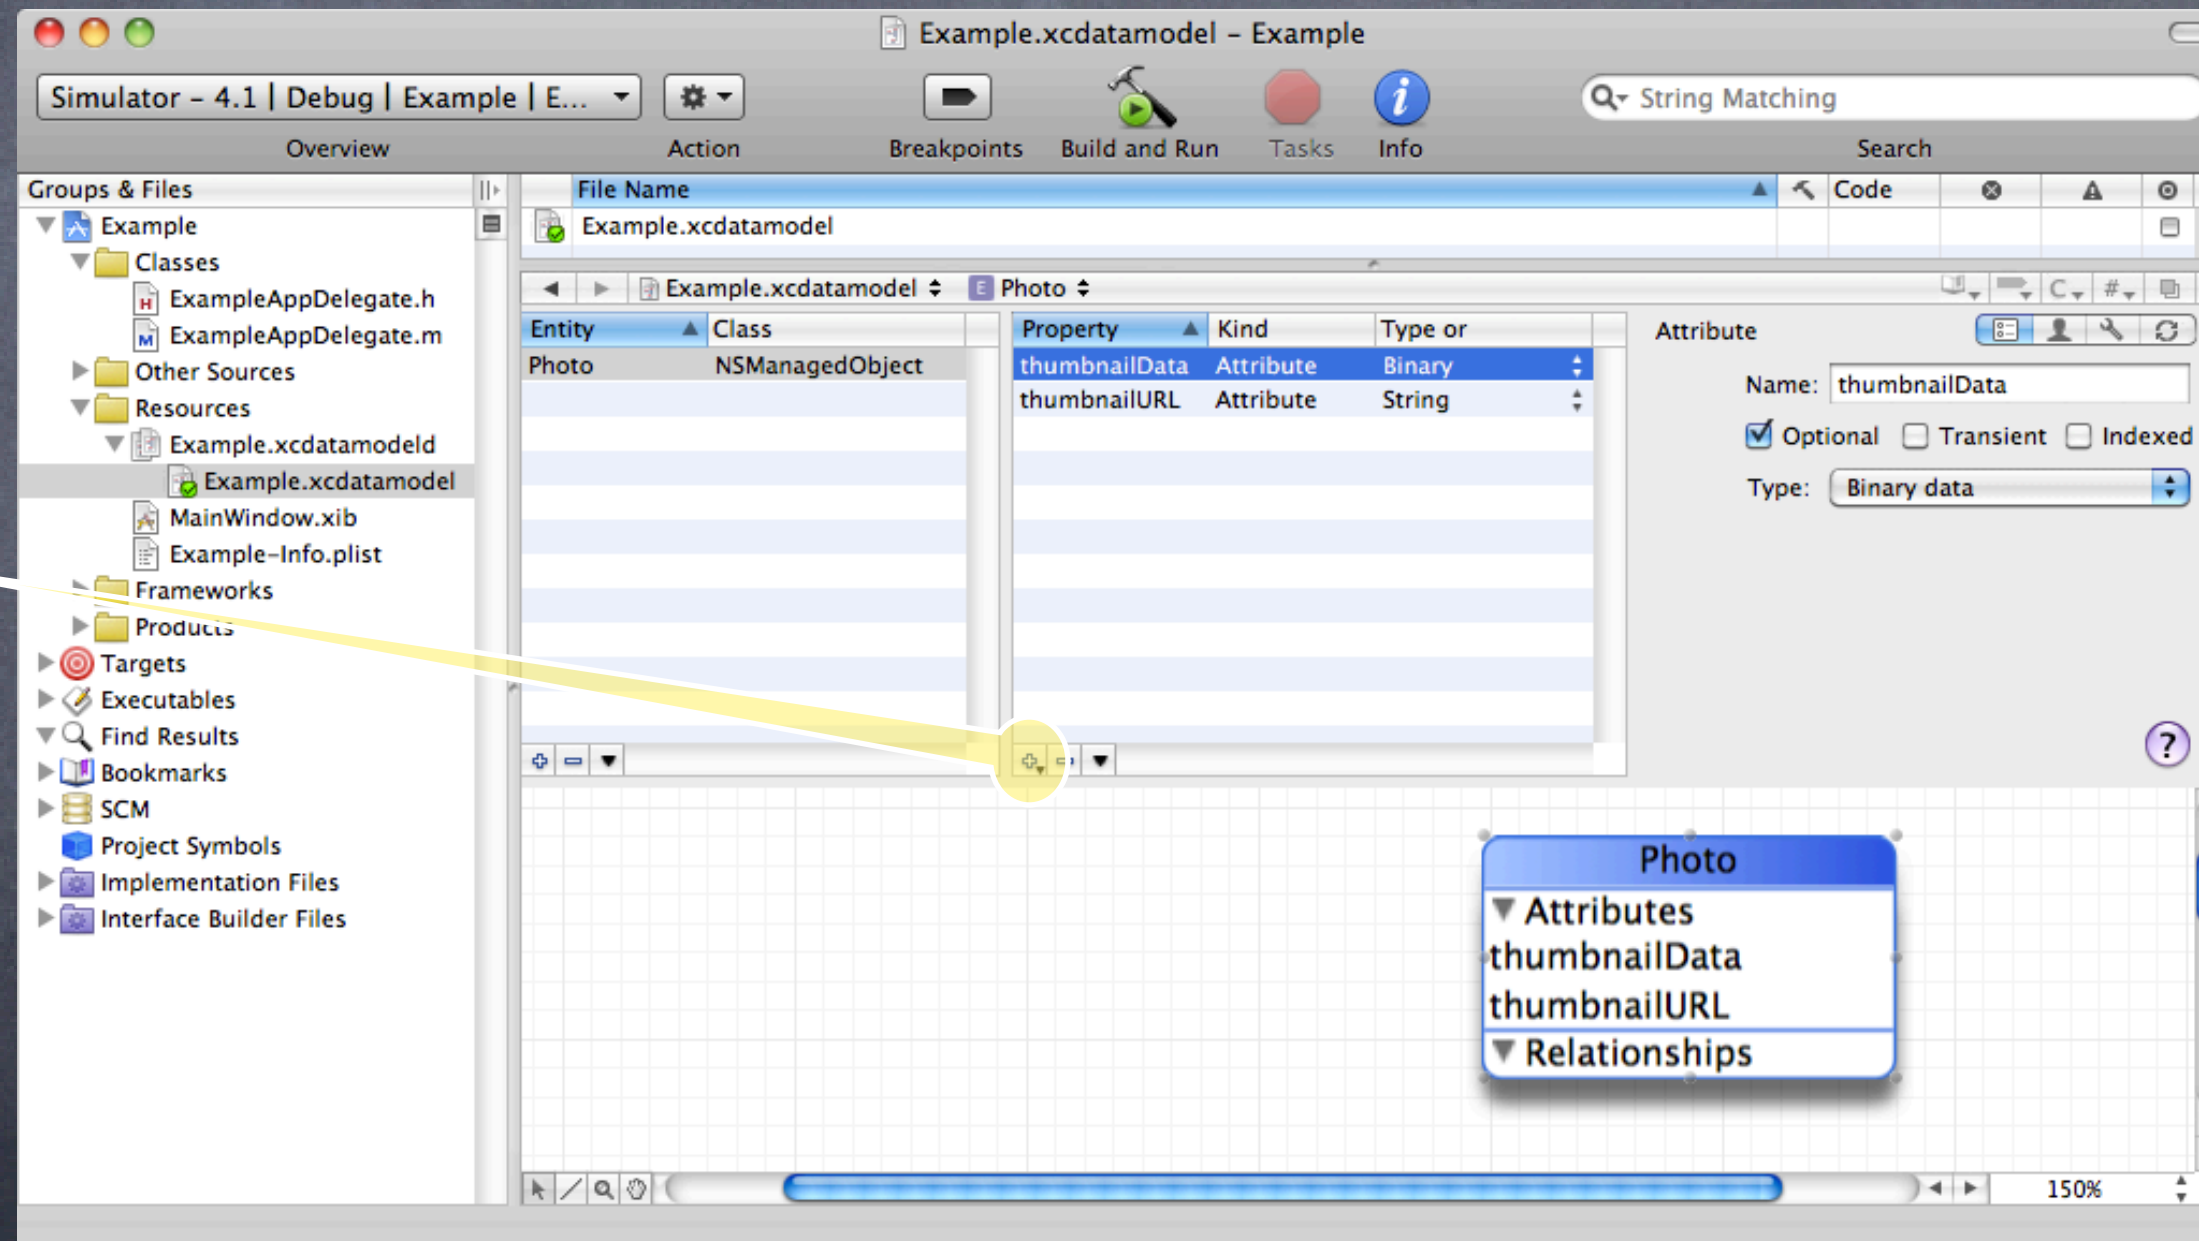 Example.xcdatamodel – Example
Simulator – 4.1 | Debug | Example | E...
String Matching
Overview
Action
Breakpoints
Build and Run
Tasks
Info
Search
Groups & Files
Example
Classes
ExampleAppDelegate.h
ExampleAppDelegate.m
Other Sources
Resources
Example.xcdatamodeld
Example.xcdatamodel
MainWindow.xib
Example-Info.plist
Frameworks
Products
Targets
Executables
Find Results
Bookmarks
SCM
Project Symbols
Implementation Files
Interface Builder Files
File Name
Code
Example.xcdatamodel
Example.xcdatamodel
E Photo
C
#
Entity
Class
Photo
NSManagedObject
Property
Kind
Type or
thumbnailData
Attribute
Binary
thumbnailURL
Attribute
String
Attribute
Name: thumbnailData
Optional
Transient
Indexed
Type: Binary data
?
Photo
Attributes
thumbnailData
thumbnailURL
Relationships
150%